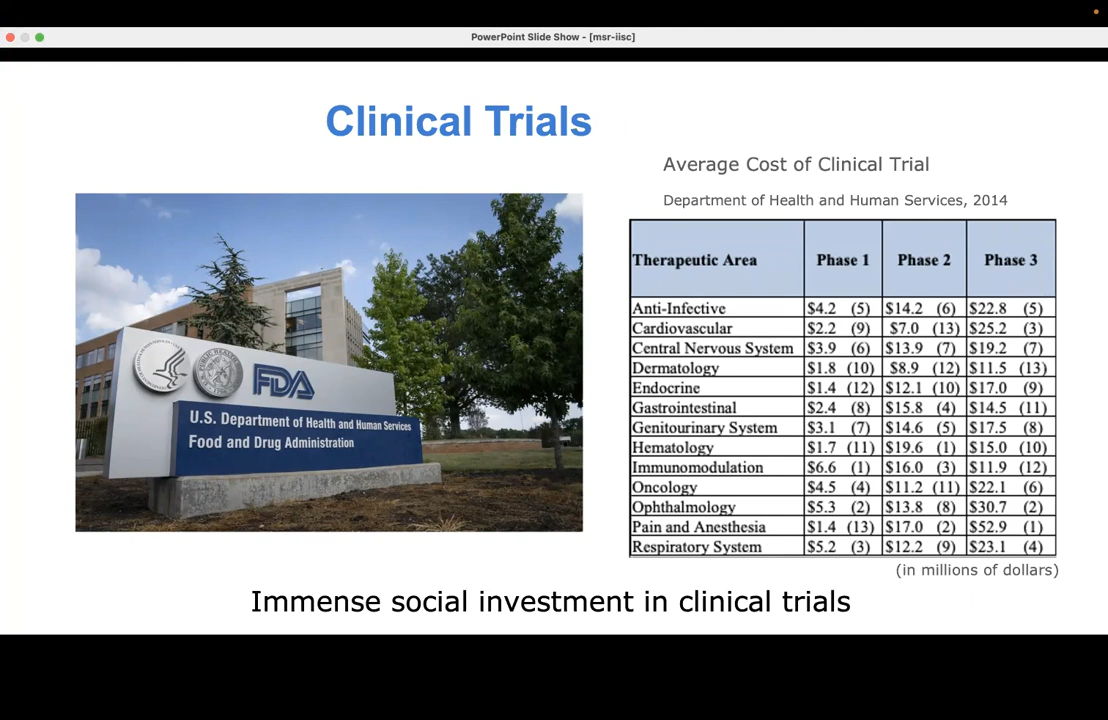 PowerPoint Slide Show - [msr-iisc]
Clinical Trials
Average Cost of Clinical Trial
Department of Health and Human Services, 2014
FDA
U.S. Department of Health and Human Services
Food and Drug Administration
Therapeutic Area Phase 1 Phase 2 Phase 3
Anti-Infective $4.2 (5) $14.2 (6) $22.8 (5)
Cardiovascular $2.2 (9) $7.0 (13) $25.2 (3)
Central Nervous System $3.9 (6) $13.9 (7) $19.2 (7)
Dermatology $1.8 (10) $8.9 (12) $11.5 (13)
Endocrine $1.4 (12) $12.1 (10) $17.0 (9)
Gastrointestinal $2.4 (8) $15.8 (4) $14.5 (11)
Genitourinary System $3.1 (7) $14.6 (5) $17.5 (8)
Hematology $1.7 (11) $19.6 (1) $15.0 (10)
Immunomodulation $6.6 (1) $16.0 (3) $11.9 (12)
Oncology $4.5 (4) $11.2 (11) $22.1 (6)
Ophthalmology $5.3 (2) $13.8 (8) $30.7 (2)
Pain and Anesthesia $1.4 (13) $17.0 (2) $52.9 (1)
Respiratory System $5.2 (3) $12.2 (9) $23.1 (4)
(in millions of dollars)
Immense social investment in clinical trials